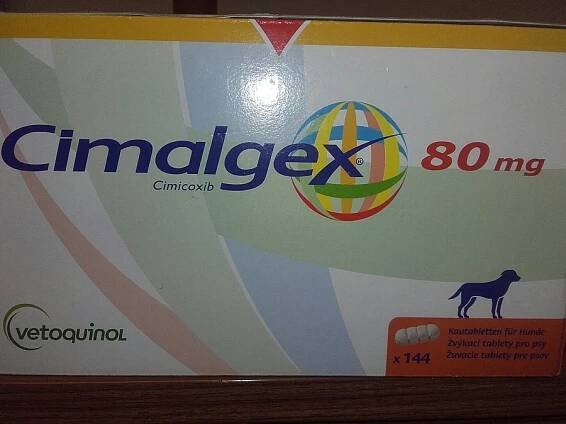 Cimalgex®
80 mg
Cimicoxib
vetoquinol
x 144
Kautabletten für Hunde
Žvýkací tablety pro psy
Žuvacie tablety pre psov